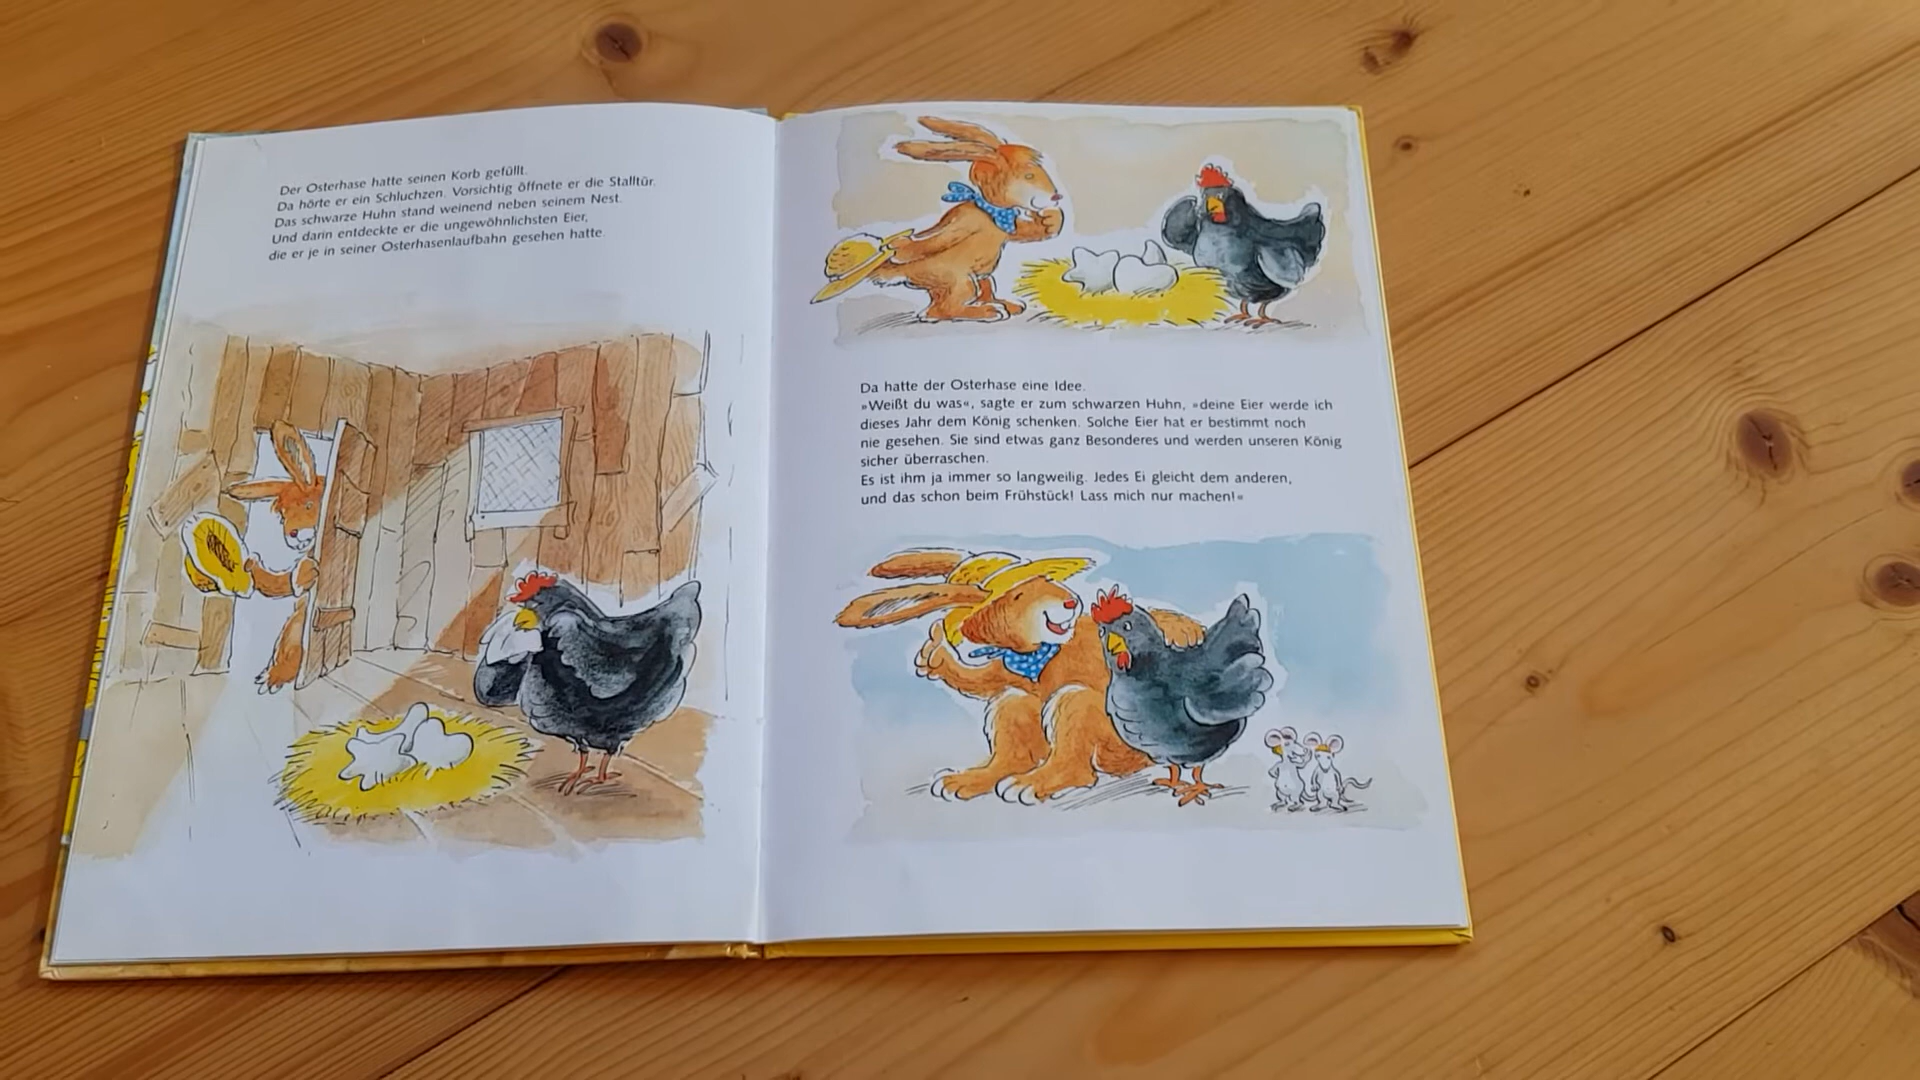 Der Osterhase hatte seinen Korb gefüllt.
Da hörte er ein Schluchzen. Vorsichtig öffnete er die Stalltür.
Das schwarze Huhn stand weinend neben seinem Nest.
Und darin entdeckte er die ungewöhnlichsten Eier,
die er je in seiner Osterhasenlaufbahn gesehen hatte.
Da hatte der Osterhase eine Idee.
»Weißt du was«, sagte er zum schwarzen Huhn, »deine Eier werde ich
dieses Jahr dem König schenken. Solche Eier hat er bestimmt noch
nie gesehen. Sie sind etwas ganz Besonderes und werden unseren König
sicher überraschen.
Es ist ihm ja immer so langweilig. Jedes Ei gleicht dem anderen,
und das schon beim Frühstück! Lass mich nur machen!«